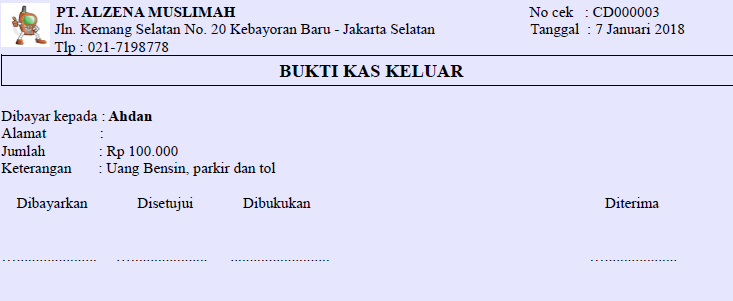 PT. ALZENA MUSLIMAH No cek : CD000003
Jln. Kemang Selatan No. 20 Kebayoran Baru - Jakarta Selatan Tanggal : 7 Januari 2018
Tlp : 021-7198778
BUKTI KAS KELUAR
Dibayar kepada : Ahdan
Alamat :
Jumlah : Rp 100.000
Keterangan : Uang Bensin, parkir dan tol
Dibayarkan Disetujui Dibukukan Diterima
........................ ....................... .......................... ......................